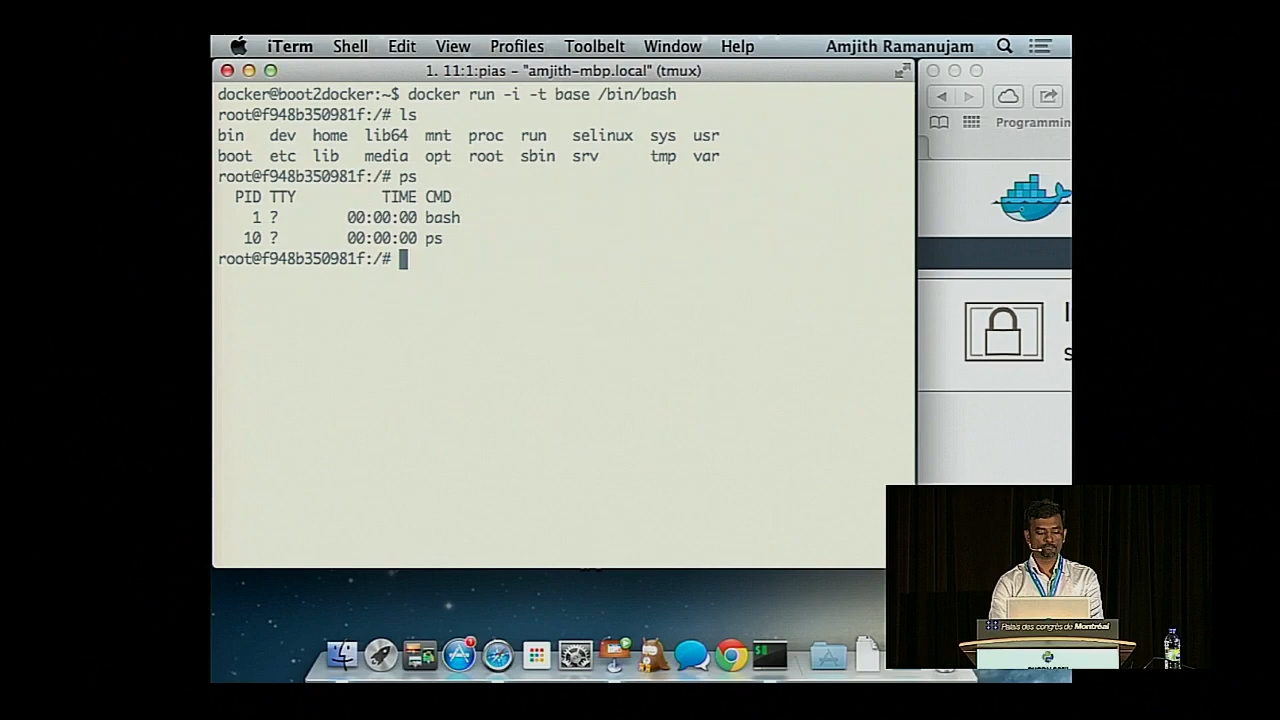 iTerm Shell Edit View Profiles Toolbelt Window Help Amjith Ramanujam
1. 11:1:pias - "amjith-mbp.local" (tmux)
docker@boot2docker:~$ docker run -i -t base /bin/bash
root@f948b350981f:/# ls
bin dev home lib64 mnt proc run selinux sys usr
boot etc lib media opt root sbin srv tmp var
root@f948b350981f:/# ps
PID TTY TIME CMD
1 ? 00:00:00 bash
10 ? 00:00:00 ps
root@f948b350981f:/#
Programmin
Palais des congrès de Montréal